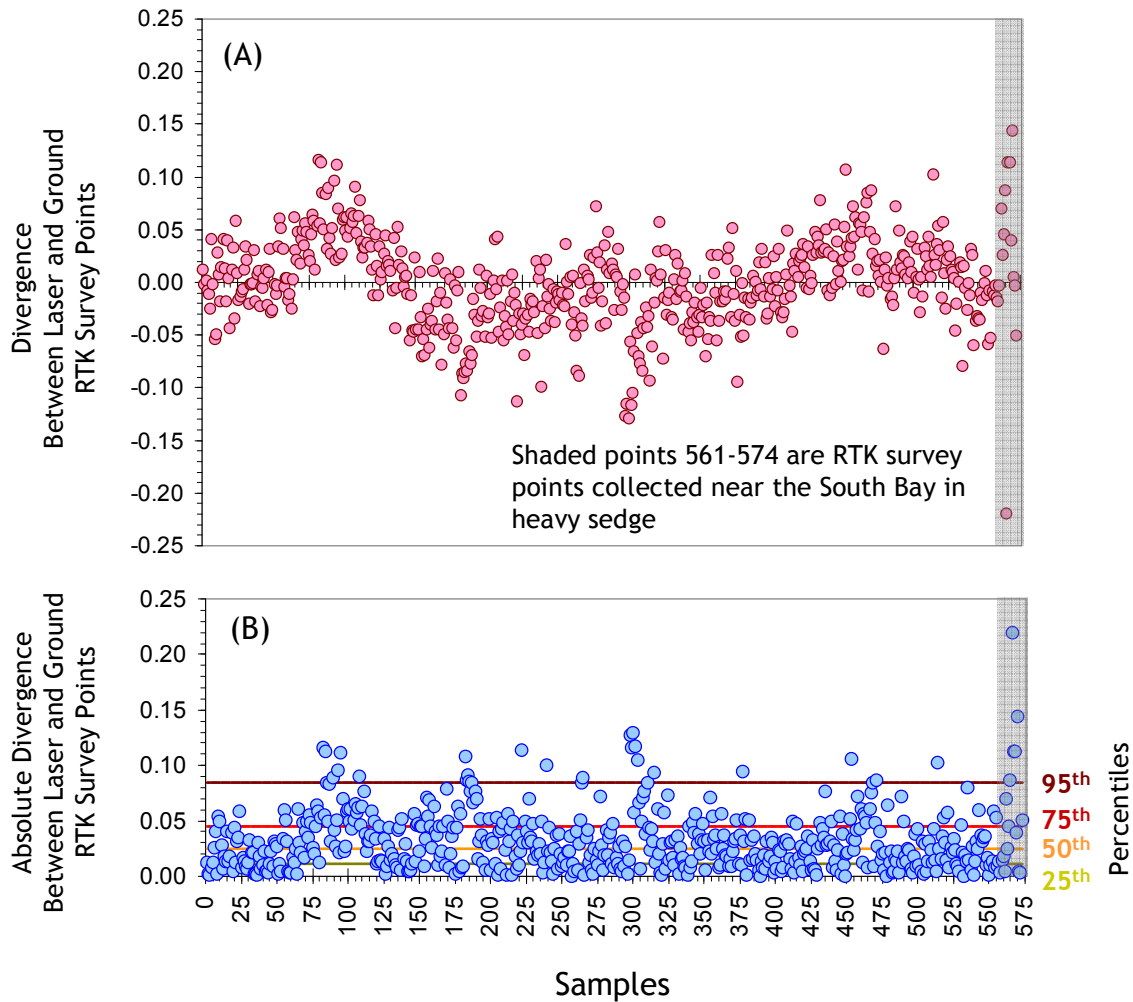 (A)
Divergence
Between Laser and Ground
RTK Survey Points
0.25
0.20
0.15
0.10
0.05
0.00
-0.05
-0.10
-0.15
-0.20
-0.25
Shaded points 561-574 are RTK survey
points collected near the South Bay in
heavy sedge
(B)
Absolute Divergence
Between Laser and Ground
RTK Survey Points
0.25
0.20
0.15
0.10
0.05
0.00
95th
75th
50th
25th
Percentiles
0
25
50
75
100
125
150
175
200
225
250
275
300
325
350
375
400
425
450
475
500
525
550
575
Samples